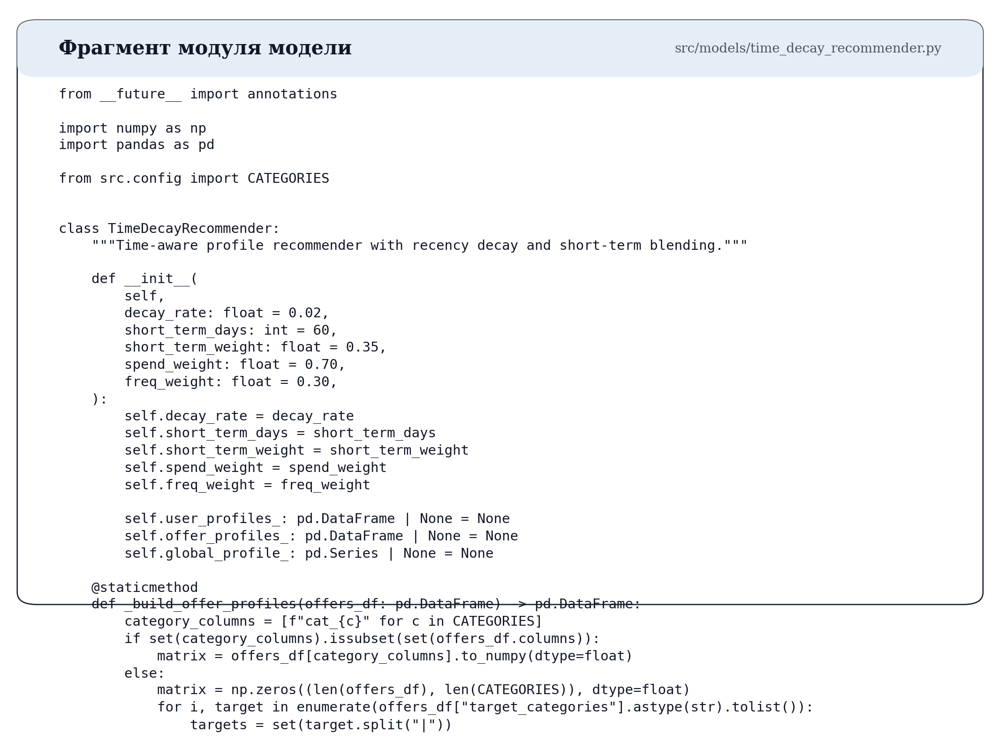 Фрагмент модуля модели
src/models/time_decay_recommender.py
from __future__ import annotations

import numpy as np
import pandas as pd

from src.config import CATEGORIES


class TimeDecayRecommender:
    """Time-aware profile recommender with recency decay and short-term blending."""

    def __init__(
        self,
        decay_rate: float = 0.02,
        short_term_days: int = 60,
        short_term_weight: float = 0.35,
        spend_weight: float = 0.70,
        freq_weight: float = 0.30,
    ):
        self.decay_rate = decay_rate
        self.short_term_days = short_term_days
        self.short_term_weight = short_term_weight
        self.spend_weight = spend_weight
        self.freq_weight = freq_weight

        self.user_profiles_: pd.DataFrame | None = None
        self.offer_profiles_: pd.DataFrame | None = None
        self.global_profile_: pd.Series | None = None

    @staticmethod
    def _build_offer_profiles(offers_df: pd.DataFrame) -> pd.DataFrame:
        category_columns = [f"cat_{c}" for c in CATEGORIES]
        if set(category_columns).issubset(set(offers_df.columns)):
            matrix = offers_df[category_columns].to_numpy(dtype=float)
        else:
            matrix = np.zeros((len(offers_df), len(CATEGORIES)), dtype=float)
            for i, target in enumerate(offers_df["target_categories"].astype(str).tolist()):
                targets = set(target.split("|"))